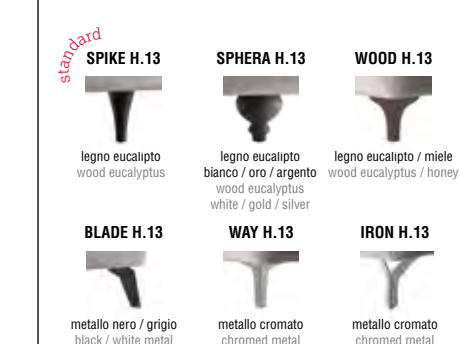 standard
SPIKE H.13
legno eucalipto
wood eucalyptus
SPHERA H.13
legno eucalipto
bianco / oro / argento
wood eucalyptus
white / gold / silver
WOOD H.13
legno eucalipto / miele
wood eucalyptus / honey
BLADE H.13
metallo nero / grigio
black / white metal
WAY H.13
metallo cromato
chromed metal
IRON H.13
metallo cromato
chromed metal